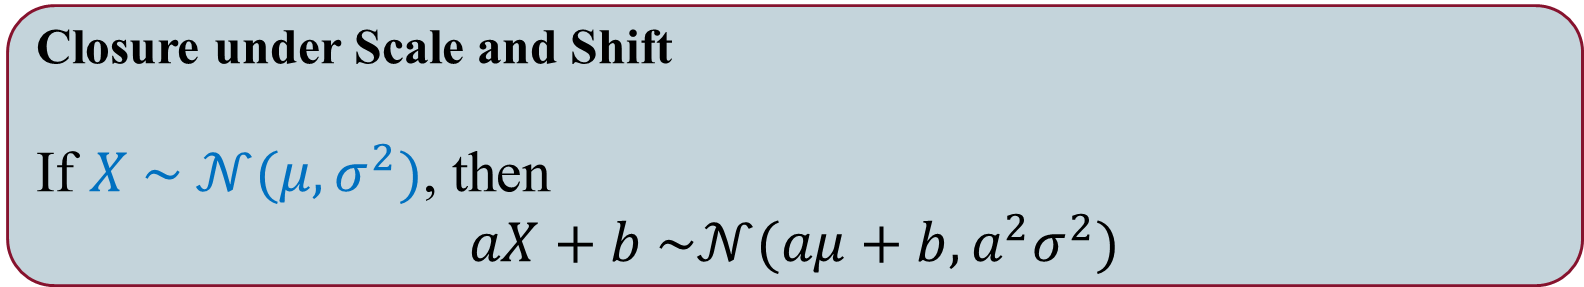 Closure under Scale and Shift
If 𝑋 ~ 𝒩(𝜇, 𝜎²), then
𝑎𝑋 + 𝑏 ~𝒩(𝑎𝜇 + 𝑏, 𝑎²𝜎²)